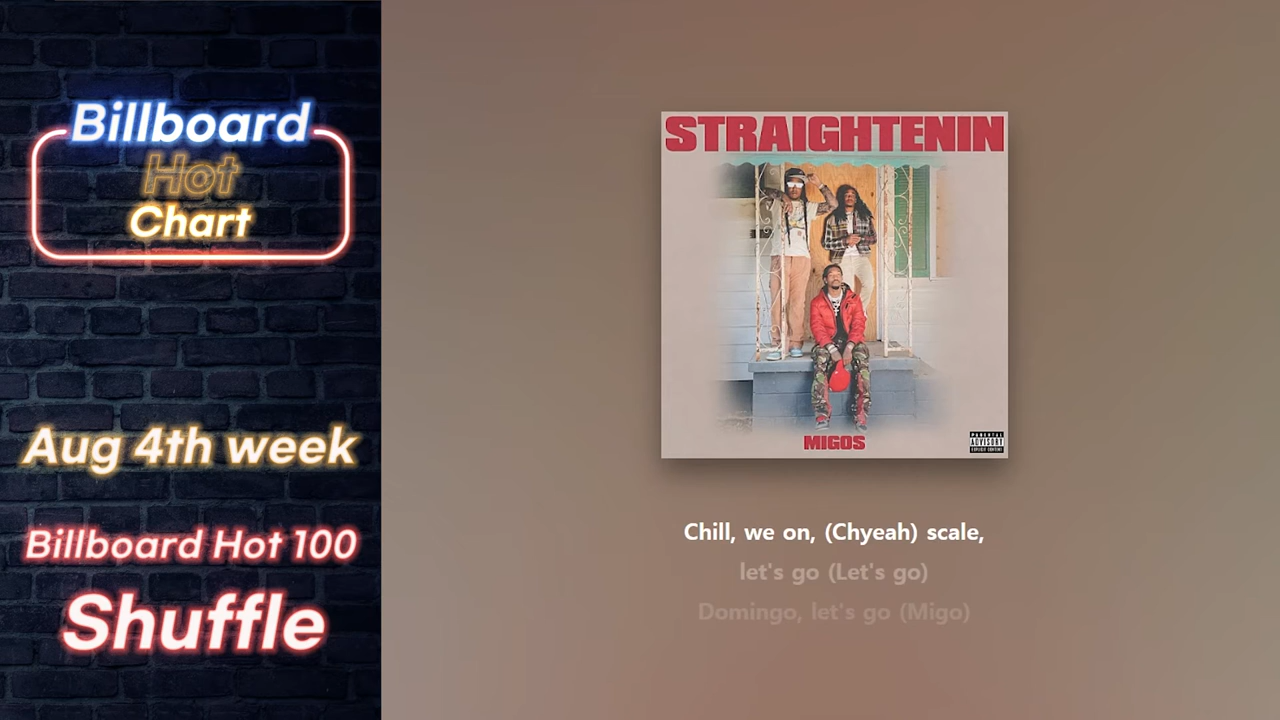 Billboard
Hot
Chart
Aug 4th week
Billboard Hot 100
Shuffle
STRAIGHTENIN
MIGOS
PARENTAL
ADVISORY
EXPLICIT CONTENT
Chill, we on, (Chyeah) scale,
let's go (Let's go)
Domingo, let's go (Migo)